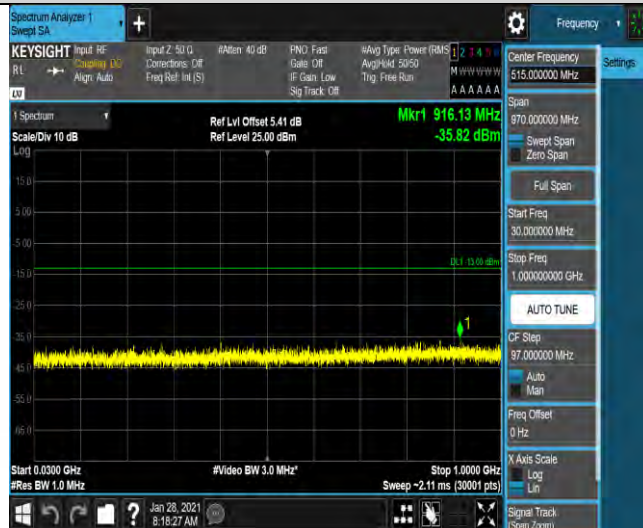 Spectrum Analyzer 1
Swept SA
Frequency
KEYSIGHT
Input: RF
Coupling: DC
Align: Auto
Input Z: 50 Ω
Corrections: Off
Freq Ref: Int (S)
#Atten: 40 dB
PNO: Fast
Gate: Off
IF Gain: Low
Sig Track: Off
#Avg Type: Power (RMS
Avg|Hold: 50/50
Trig: Free Run
1 2 3 4 5 6
M W W W W W
A A A A A A
RL
LXI
1 Spectrum
Scale/Div 10 dB
Log
Ref Lvl Offset 5.41 dB
Ref Level 25.00 dBm
Mkr1 916.13 MHz
-35.82 dBm
15.0
5.00
-5.00
DL1 -13.00 dBm
-15.0
-25.0
1
-35.0
-45.0
-55.0
-65.0
Start 0.0300 GHz
#Res BW 1.0 MHz
#Video BW 3.0 MHz*
Stop 1.0000 GHz
Sweep ~2.11 ms (30001 pts)
Center Frequency
515.000000 MHz
Settings
Span
970.000000 MHz
Swept Span
Zero Span
Full Span
Start Freq
30.000000 MHz
Stop Freq
1.000000000 GHz
AUTO TUNE
CF Step
97.000000 MHz
Auto
Man
Freq Offset
0 Hz
X Axis Scale
Log
Lin
Signal Track
(Span Zoom)
?
Jan 28, 2021
8:18:27 AM